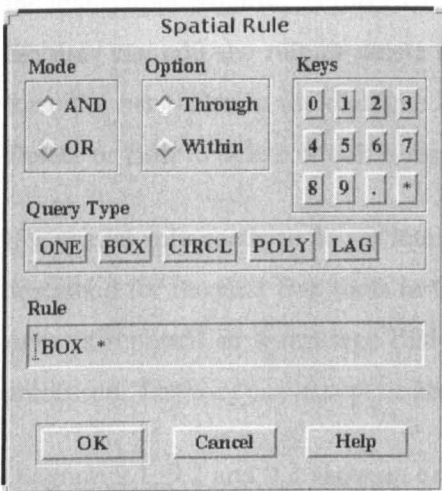 Spatial Rule
Mode Option Keys
AND Through 0 1 2 3
OR Within 4 5 6 7
8 9 . *
Query Type
ONE BOX CIRCL POLY LAG
Rule
BOX *
OK Cancel Help